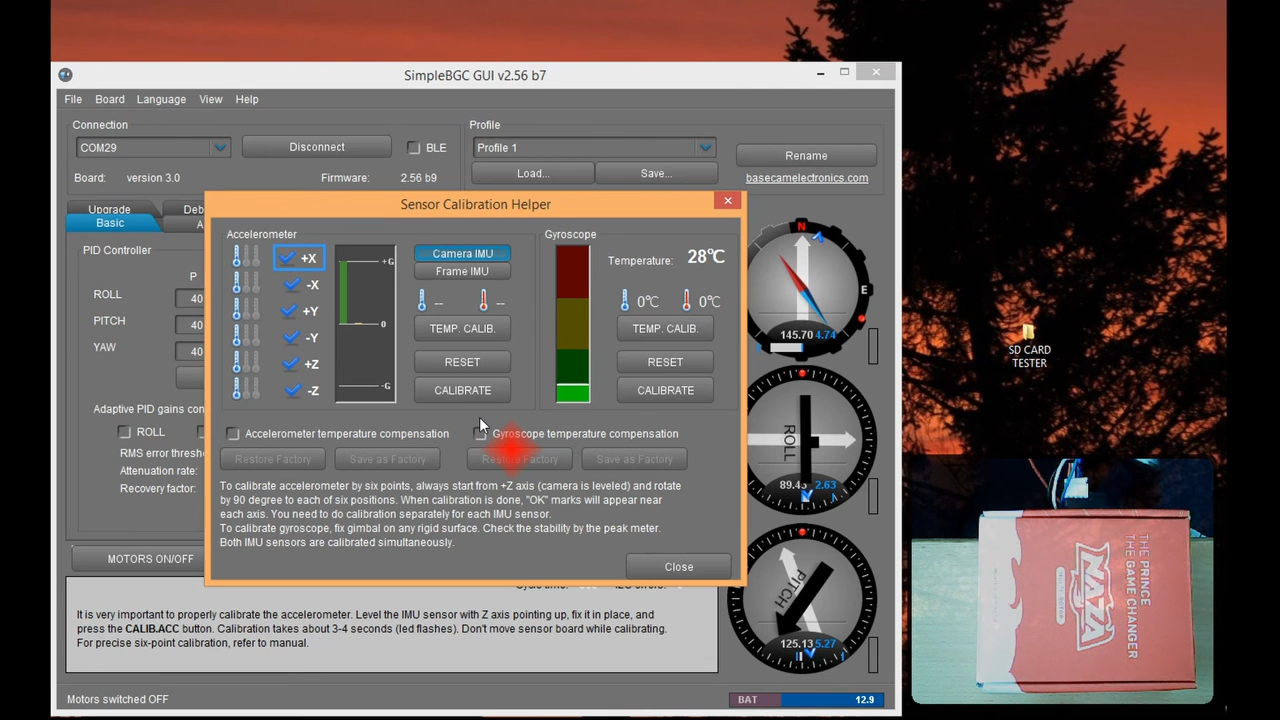 SimpleBGC GUI v2.56 b7
File Board Language View Help
Connection
COM29
Disconnect
BLE
Board: version 3.0
Firmware: 2.56 b9
Profile
Profile 1
Load...
Save...
Rename
basecamelectronics.com
Upgrade
Deb
Basic
A
PID Controller
P
ROLL 40
PITCH 40
YAW 40
Adaptive PID gains con
ROLL
RMS error thresho
Attenuation rate:
Recovery factor:
MOTORS ON/OFF
Sensor Calibration Helper
Accelerometer
+X
-X
+Y
-Y
+Z
-Z
+G
0
-G
Camera IMU
Frame IMU
-- --
TEMP. CALIB.
RESET
CALIBRATE
Gyroscope
Temperature: 28℃
0℃ 0℃
TEMP. CALIB.
RESET
CALIBRATE
Accelerometer temperature compensation
Gyroscope temperature compensation
Restore Factory
Save as Factory
Restore Factory
Save as Factory
To calibrate accelerometer by six points, always start from +Z axis (camera is leveled) and rotate
by 90 degree to each of six positions. When calibration is done, "OK" marks will appear near
each axis. You need to do calibration separately for each IMU sensor.
To calibrate gyroscope, fix gimbal on any rigid surface. Check the stability by the peak meter.
Both IMU sensors are calibrated simultaneously.
Close
It is very important to properly calibrate the accelerometer. Level the IMU sensor with Z axis pointing up, fix it in place, and
press the CALIB.ACC button. Calibration takes about 3-4 seconds (led flashes). Don't move sensor board while calibrating.
For precise six-point calibration, refer to manual.
Motors switched OFF
BAT 12.9
N
E
145.70 4.74
ROLL
2.63
PITCH
125.13 5.27
SD CARD
TESTER
THE PRINCE
THE GAME CHANGER
NAZA